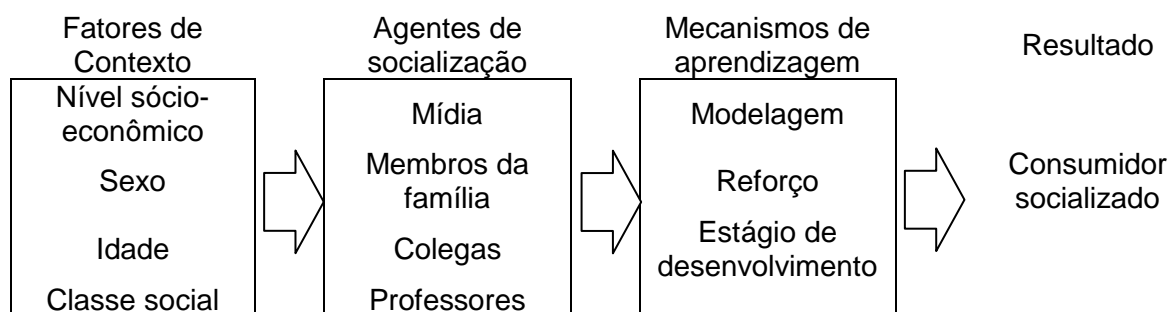 Fatores de
Contexto
Nível sócio-
econômico
Sexo
Idade
Classe social
Agentes de
socialização
Mídia
Membros da
família
Colegas
Professores
Mecanismos de
aprendizagem
Modelagem
Reforço
Estágio de
desenvolvimento
Resultado
Consumidor
socializado